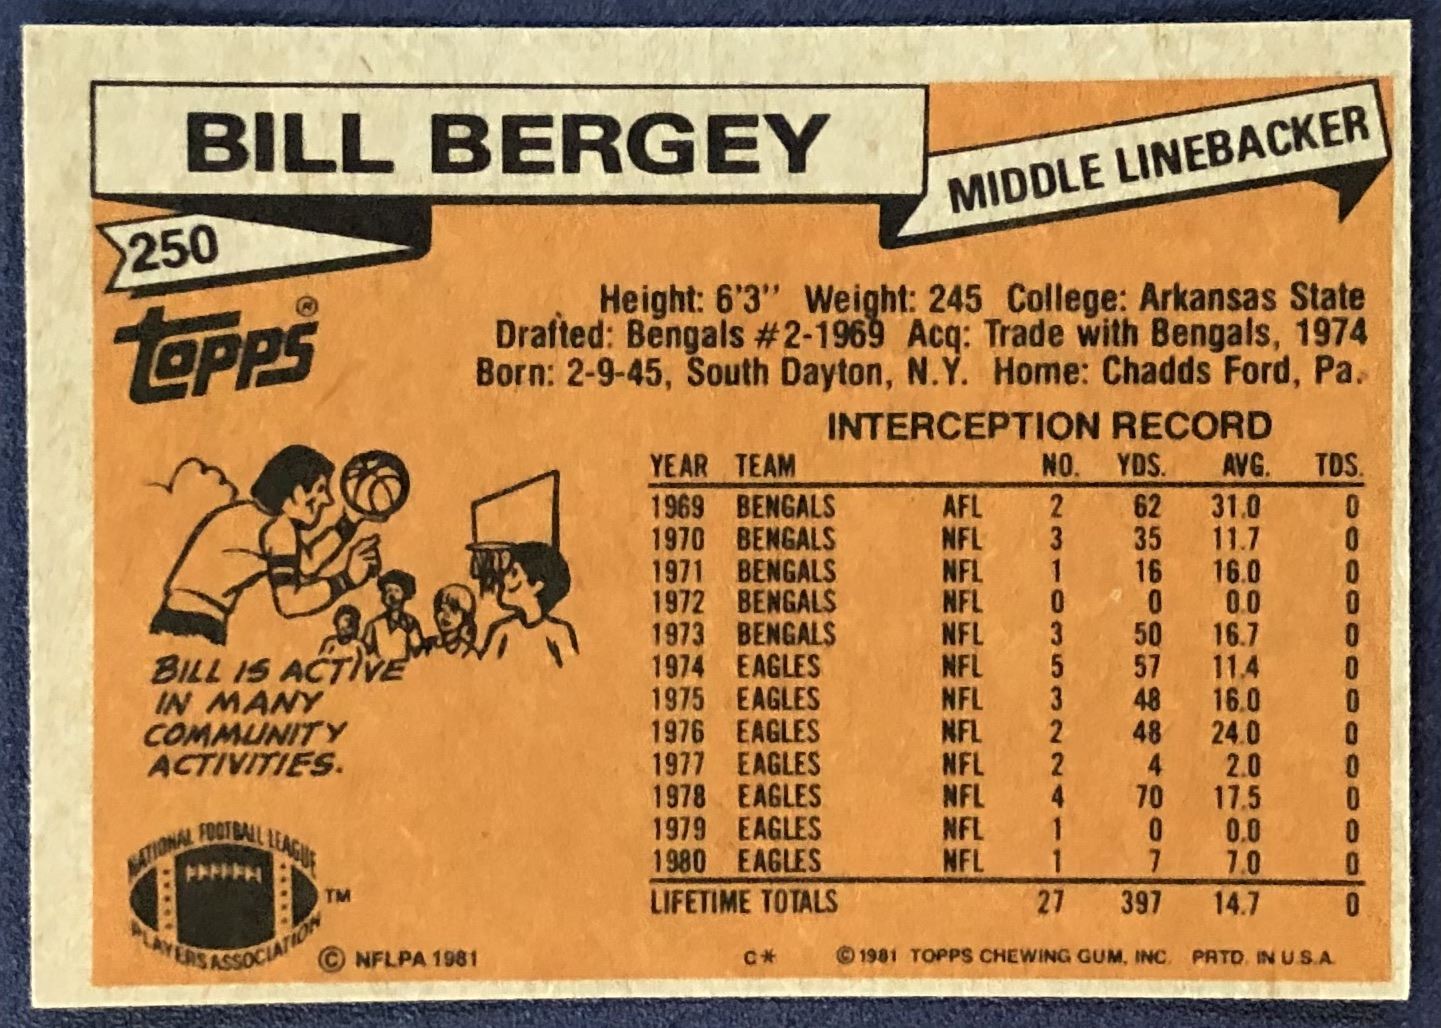 BILL BERGEY
MIDDLE LINEBACKER
250
TOPPS®
Height: 6'3" Weight: 245 College: Arkansas State
Drafted: Bengals #2-1969 Acq: Trade with Bengals, 1974
Born: 2-9-45, South Dayton, N.Y. Home: Chadds Ford, Pa.
INTERCEPTION RECORD
YEAR TEAM NO. YDS. AVG. TDS.
1969 BENGALS AFL 2 62 31.0 0
1970 BENGALS NFL 3 35 11.7 0
1971 BENGALS NFL 1 16 16.0 0
1972 BENGALS NFL 0 0 0.0 0
1973 BENGALS NFL 3 50 16.7 0
1974 EAGLES NFL 5 57 11.4 0
1975 EAGLES NFL 3 48 16.0 0
1976 EAGLES NFL 2 48 24.0 0
1977 EAGLES NFL 2 4 2.0 0
1978 EAGLES NFL 4 70 17.5 0
1979 EAGLES NFL 1 0 0.0 0
1980 EAGLES NFL 1 7 7.0 0
LIFETIME TOTALS 27 397 14.7 0
BILL IS ACTIVE
IN MANY
COMMUNITY
ACTIVITIES.
NATIONAL FOOTBALL LEAGUE
PLAYERS ASSOCIATION
TM
© NFLPA 1981
C* © 1981 TOPPS CHEWING GUM, INC. PRTD. IN U.S.A.